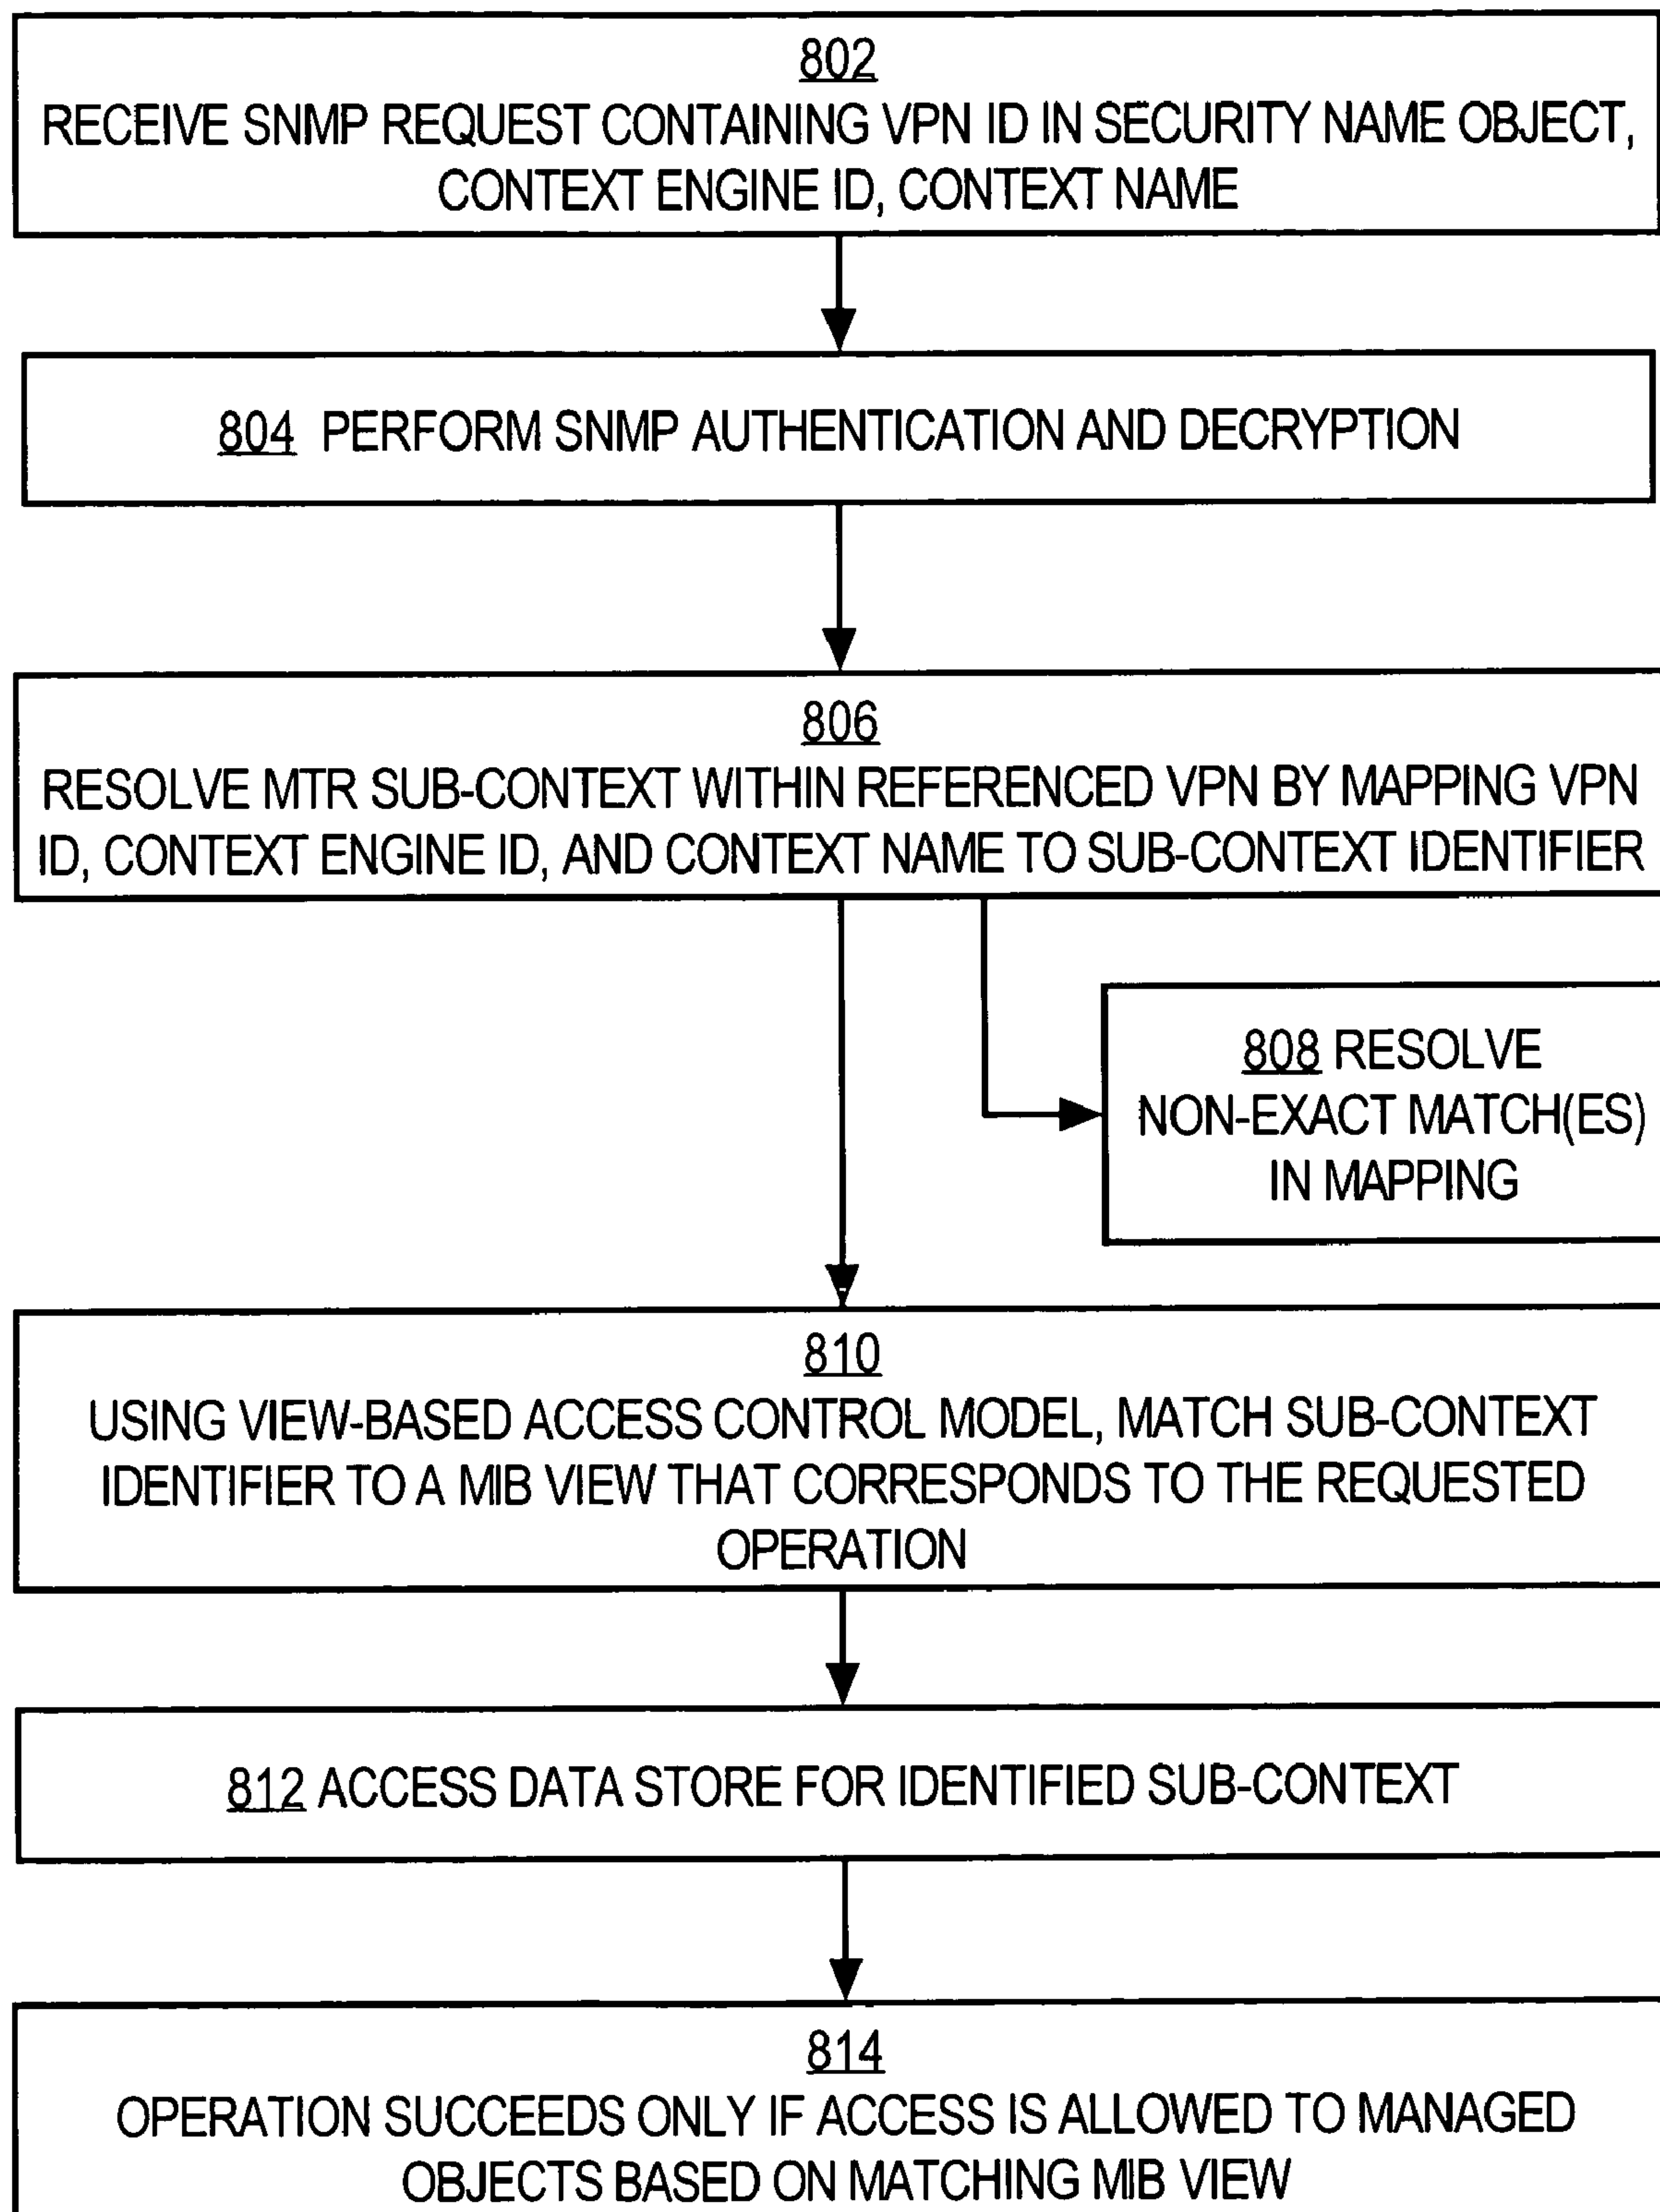 802
RECEIVE SNMP REQUEST CONTAINING VPN ID IN SECURITY NAME OBJECT,
CONTEXT ENGINE ID, CONTEXT NAME
804 PERFORM SNMP AUTHENTICATION AND DECRYPTION
806
RESOLVE MTR SUB-CONTEXT WITHIN REFERENCED VPN BY MAPPING VPN
ID, CONTEXT ENGINE ID, AND CONTEXT NAME TO SUB-CONTEXT IDENTIFIER
808 RESOLVE
NON-EXACT MATCH(ES)
IN MAPPING
810
USING VIEW-BASED ACCESS CONTROL MODEL, MATCH SUB-CONTEXT
IDENTIFIER TO A MIB VIEW THAT CORRESPONDS TO THE REQUESTED
OPERATION
812 ACCESS DATA STORE FOR IDENTIFIED SUB-CONTEXT
814
OPERATION SUCCEEDS ONLY IF ACCESS IS ALLOWED TO MANAGED
OBJECTS BASED ON MATCHING MIB VIEW